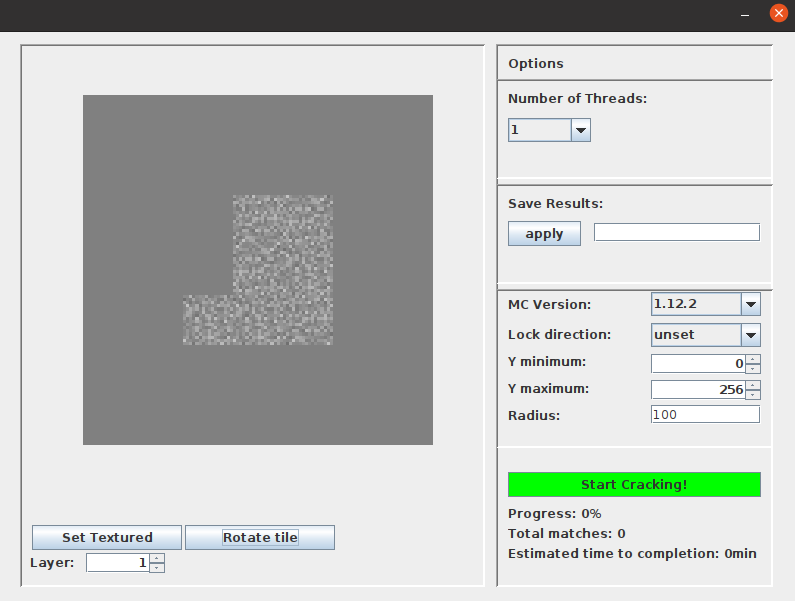 Options
Number of Threads:
1
Save Results:
apply
MC Version: 1.12.2
Lock direction: unset
Y minimum: 0
Y maximum: 256
Radius: 100
Start Cracking!
Progress: 0%
Total matches: 0
Estimated time to completion: 0min
Set Textured Rotate tile
Layer: 1